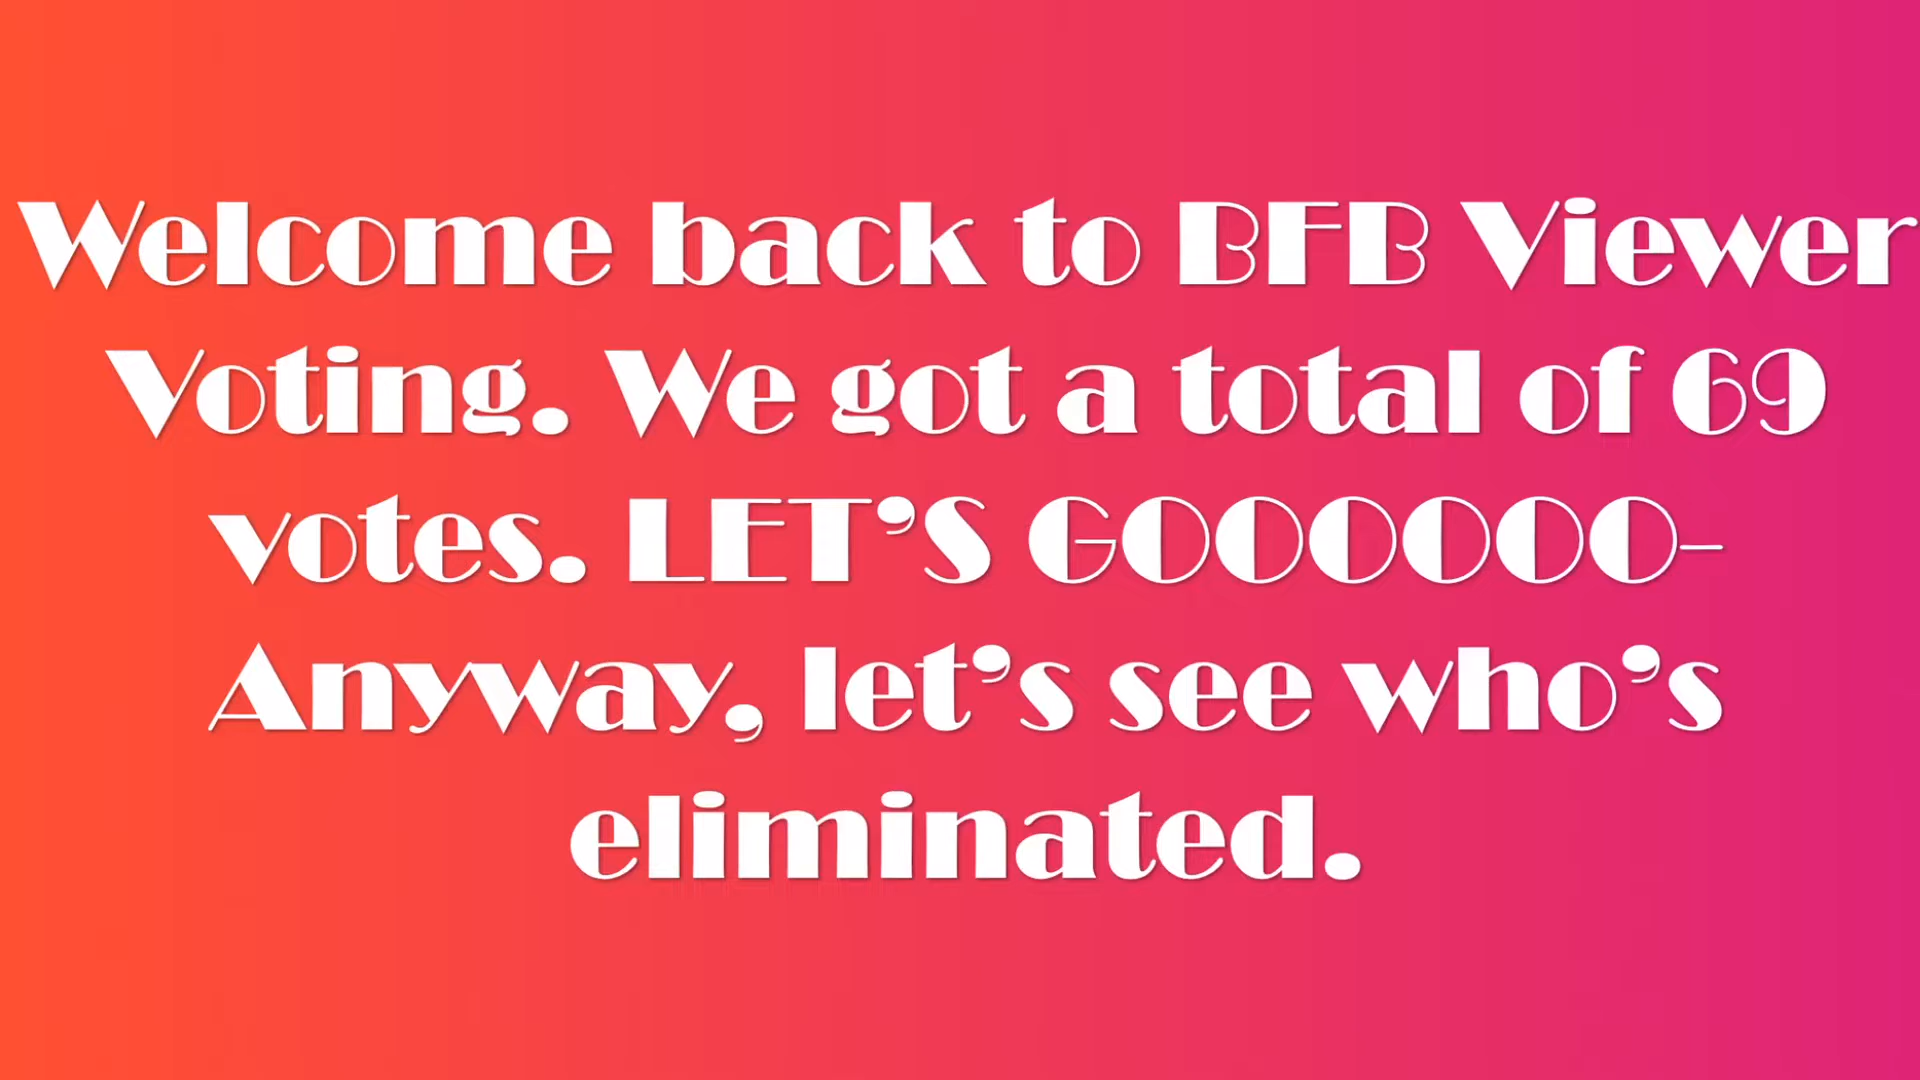 Welcome back to BFB Viewer
Voting. We got a total of 69
votes. LET’S GOOOOOO-
Anyway, let’s see who’s
eliminated.